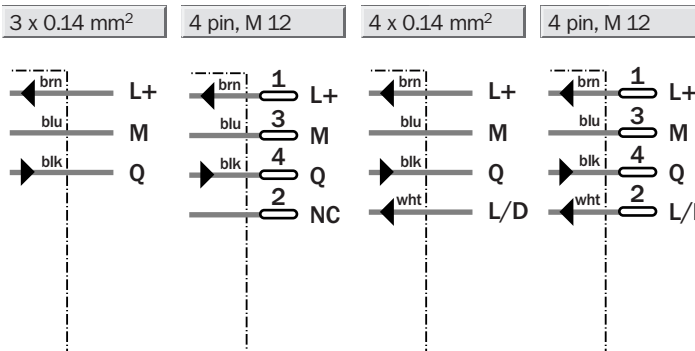 3 x 0.14 mm²
brn L+
blu M
blk Q
4 pin, M 12
brn 1 L+
blu 3 M
blk 4 Q
2 NC
4 x 0.14 mm²
brn L+
blu M
blk Q
wht L/D
4 pin, M 12
brn 1 L+
blu 3 M
blk 4 Q
wht 2 L/